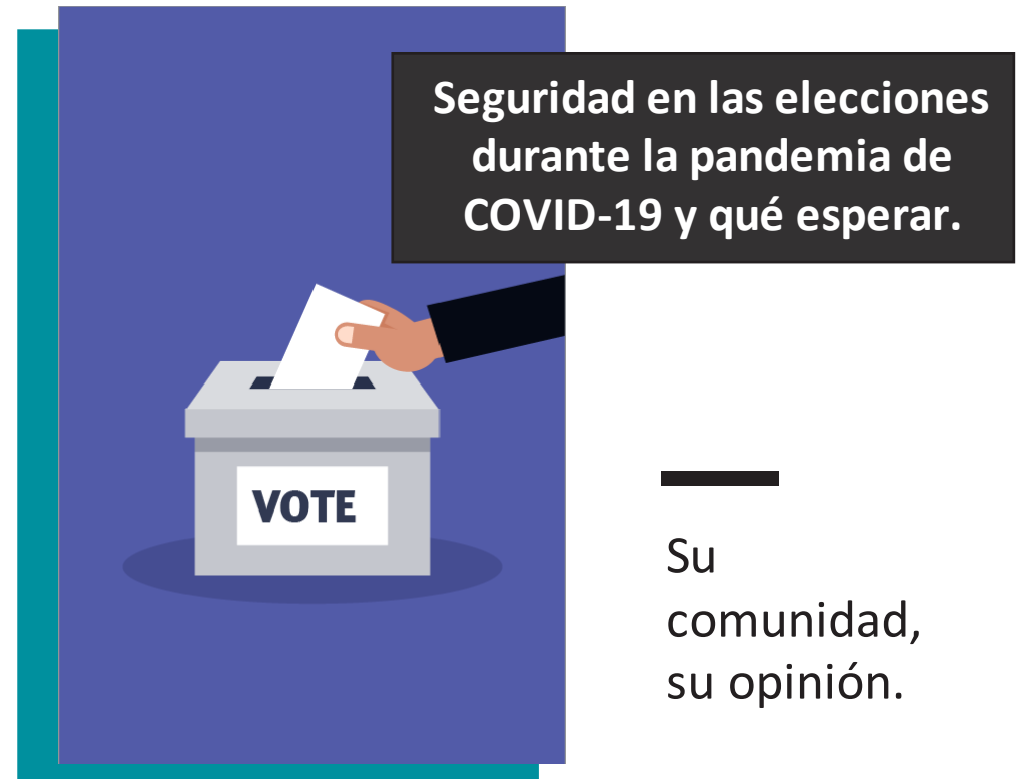 Seguridad en las elecciones
durante la pandemia de
COVID-19 y qué esperar.
VOTE
Su
comunidad,
su opinión.